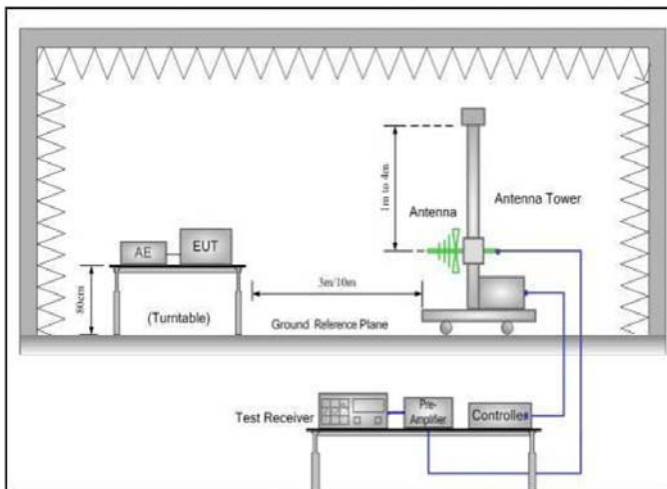 1m to 4m
Antenna
Antenna Tower
AE
EUT
80cm
(Turntable)
3m/10m
Ground Reference Plane
Test Receiver
Pre-
Amplifier
Controller